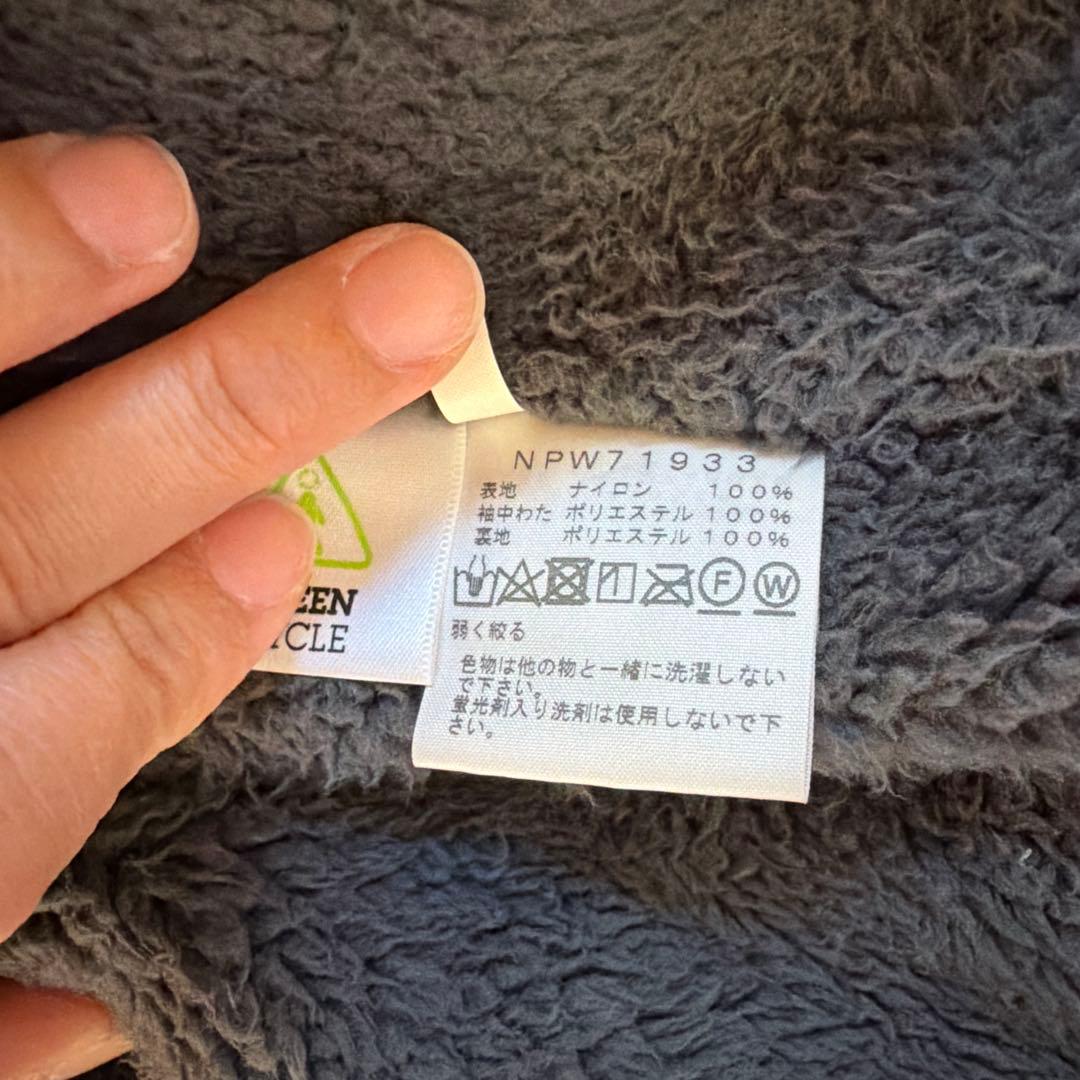 NPW71933
表地 ナイロン 100%
袖中わた ポリエステル 100%
裏地 ポリエステル 100%
F W
弱く絞る
色物は他の物と一緒に洗濯しない
で下さい。
蛍光剤入り洗剤は使用しないで下
さい。
EEN
CLE